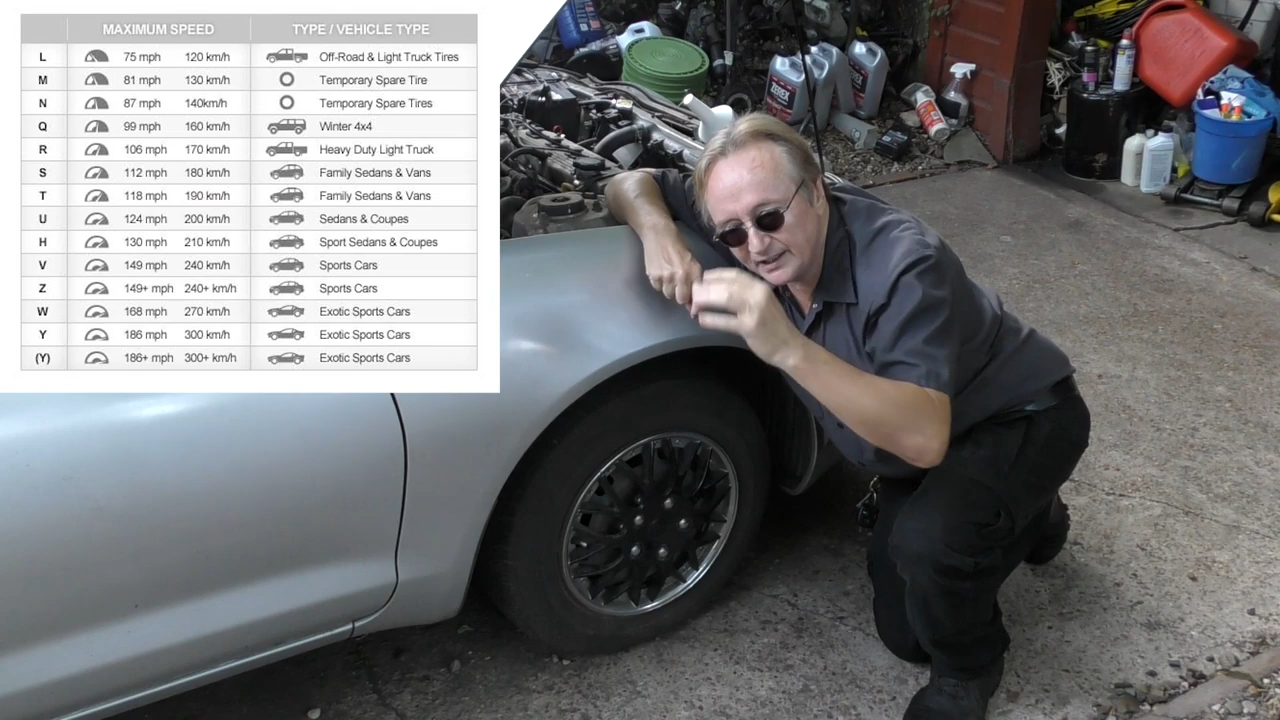 MAXIMUM SPEED TYPE / VEHICLE TYPE
L 75 mph 120 km/h Off-Road & Light Truck Tires
M 81 mph 130 km/h Temporary Spare Tire
N 87 mph 140km/h Temporary Spare Tires
Q 99 mph 160 km/h Winter 4x4
R 106 mph 170 km/h Heavy Duty Light Truck
S 112 mph 180 km/h Family Sedans & Vans
T 118 mph 190 km/h Family Sedans & Vans
U 124 mph 200 km/h Sedans & Coupes
H 130 mph 210 km/h Sport Sedans & Coupes
V 149 mph 240 km/h Sports Cars
Z 149+ mph 240+ km/h Sports Cars
W 168 mph 270 km/h Exotic Sports Cars
Y 186 mph 300 km/h Exotic Sports Cars
(Y) 186+ mph 300+ km/h Exotic Sports Cars
ZEREX